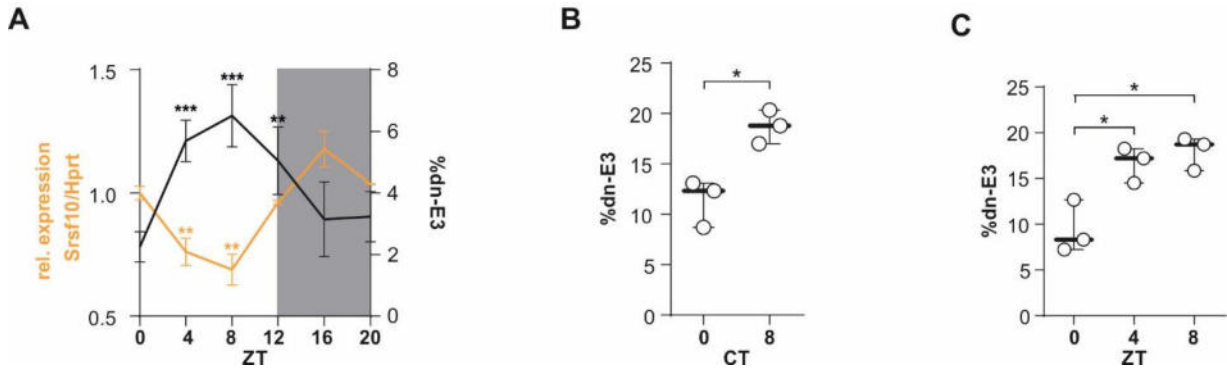 A
rel. expression
Srsf10/Hprt
1.5
1.0
0.5
***
***
**
**
**
8
6
4
2
0
%dn-E3
0 4 8 12 16 20
ZT
B
%dn-E3
25
20
15
10
5
0
*
0 8
CT
C
%dn-E3
25
20
15
10
5
0
*
*
0 4 8
ZT